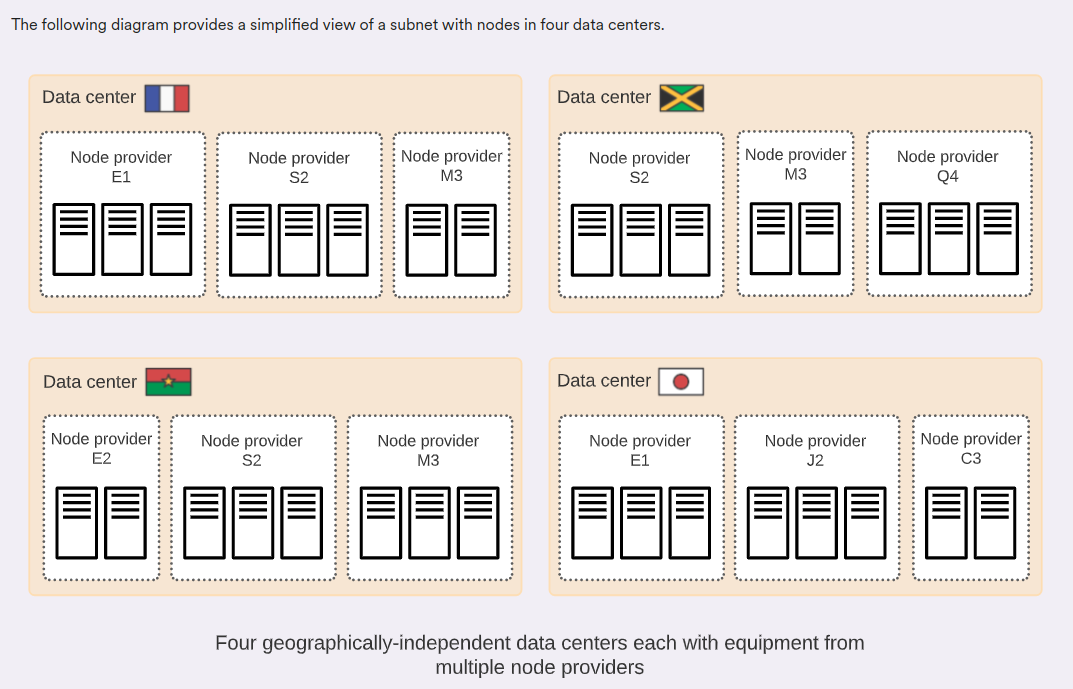 The following diagram provides a simplified view of a subnet with nodes in four data centers.
Data center
Node provider
E1
Node provider
S2
Node provider
M3
Data center
Node provider
S2
Node provider
M3
Node provider
Q4
Data center
Node provider
E2
Node provider
S2
Node provider
M3
Data center
Node provider
E1
Node provider
J2
Node provider
C3
Four geographically-independent data centers each with equipment from
multiple node providers